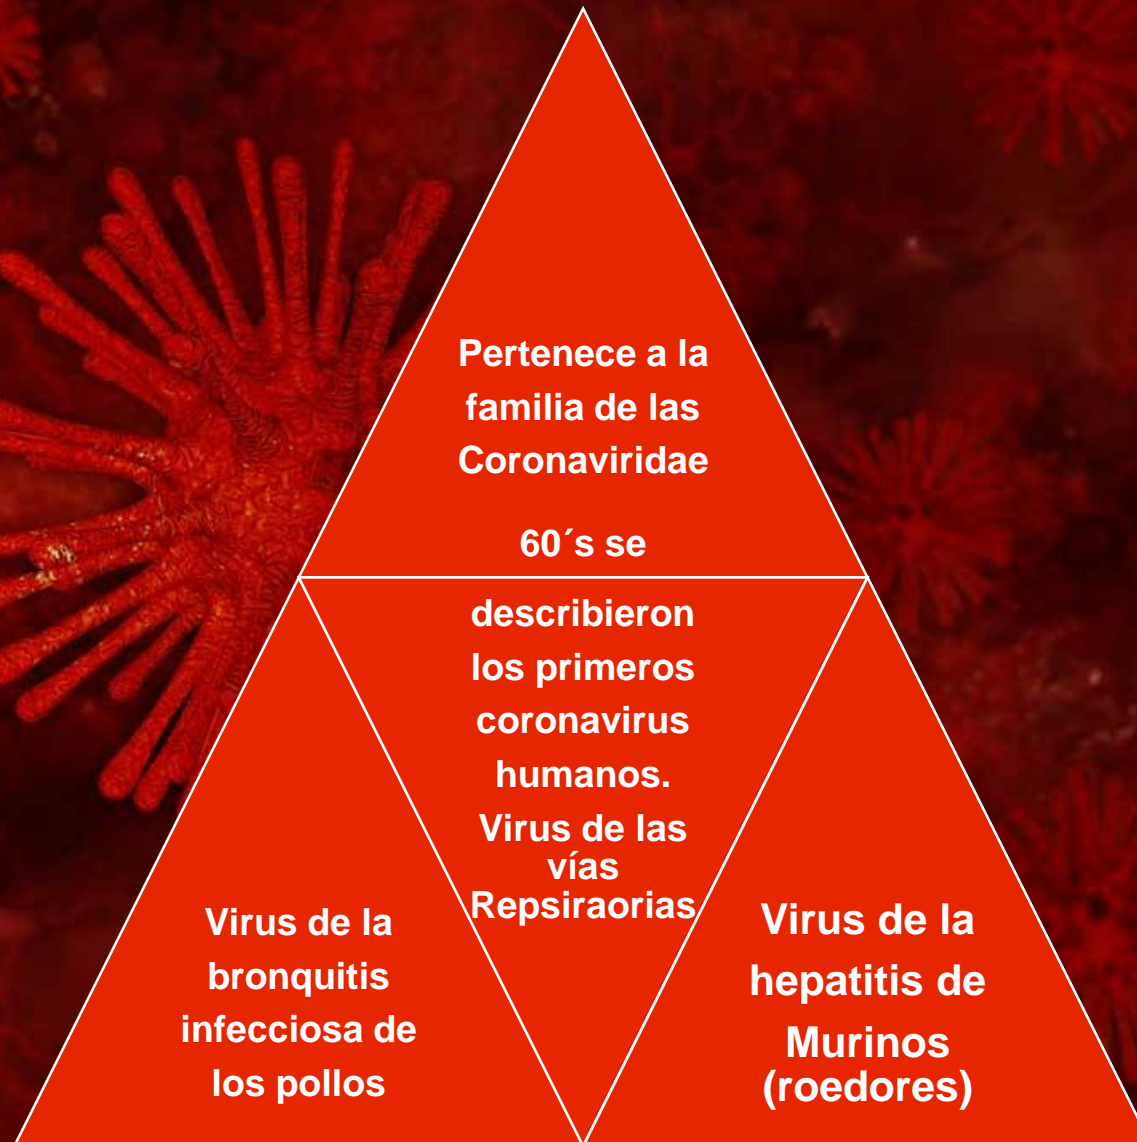 Pertenece a la
familia de las
Coronaviridae
60´s se
describieron
los primeros
coronavirus
humanos.
Virus de las
vías
Repsiraorias
Virus de la
bronquitis
infecciosa de
los pollos
Virus de la
hepatitis de
Murinos
(roedores)